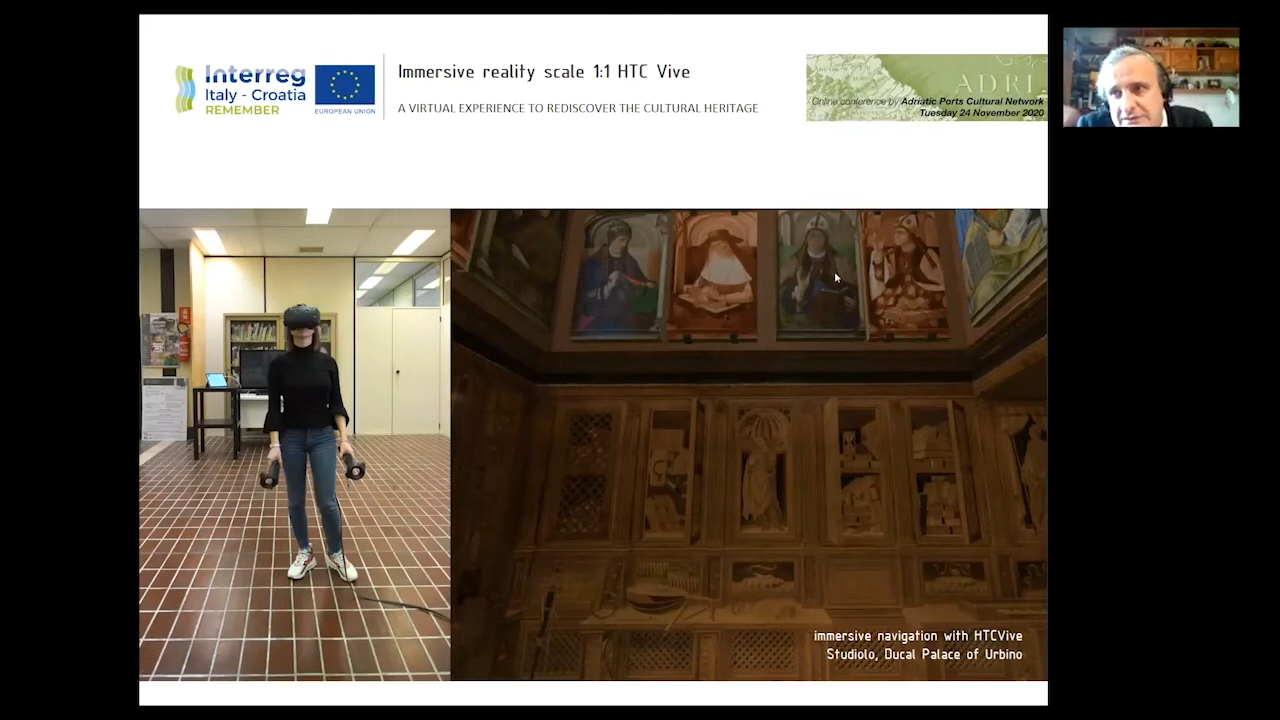 Interreg
Italy - Croatia
REMEMBER
EUROPEAN UNION
Immersive reality scale 1:1 HTC Vive
A VIRTUAL EXPERIENCE TO REDISCOVER THE CULTURAL HERITAGE
ADRI
Online conference by Adriatic Ports Cultural Network
Tuesday 24 November 2020
immersive navigation with HTCVive
Studiolo, Ducal Palace of Urbino